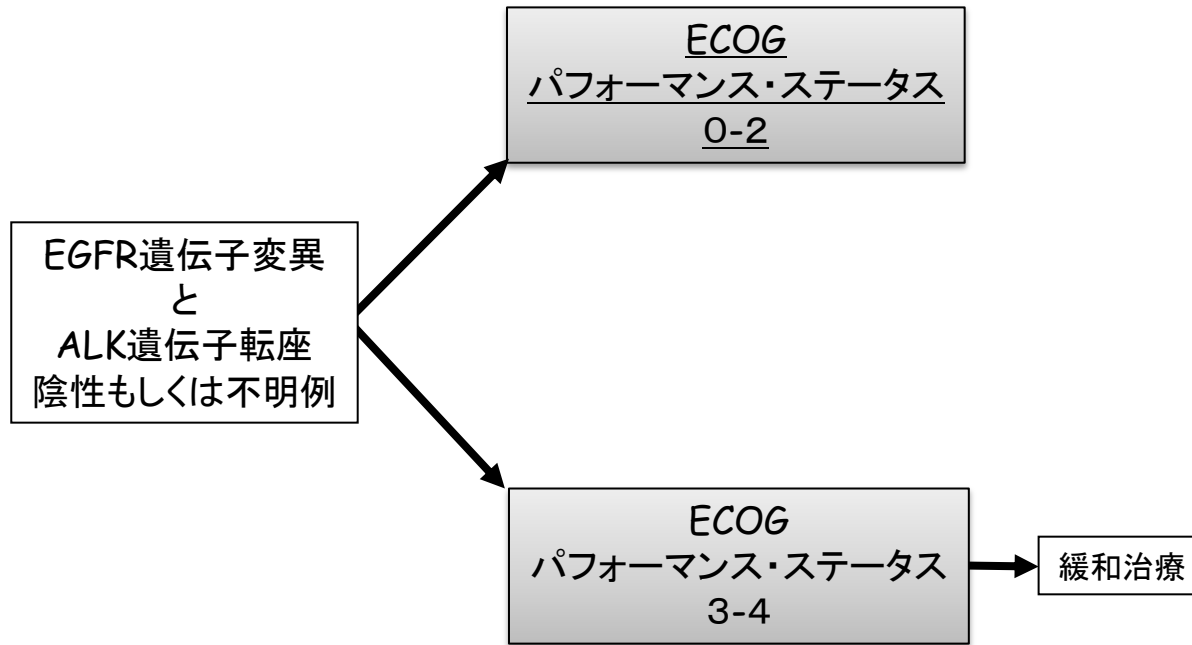 ECOG
パフォーマンス・ステータス
０-２
EGFR遺伝子変異
と
ALK遺伝子転座
陰性もしくは不明例
ECOG
パフォーマンス・ステータス
３-４
緩和治療